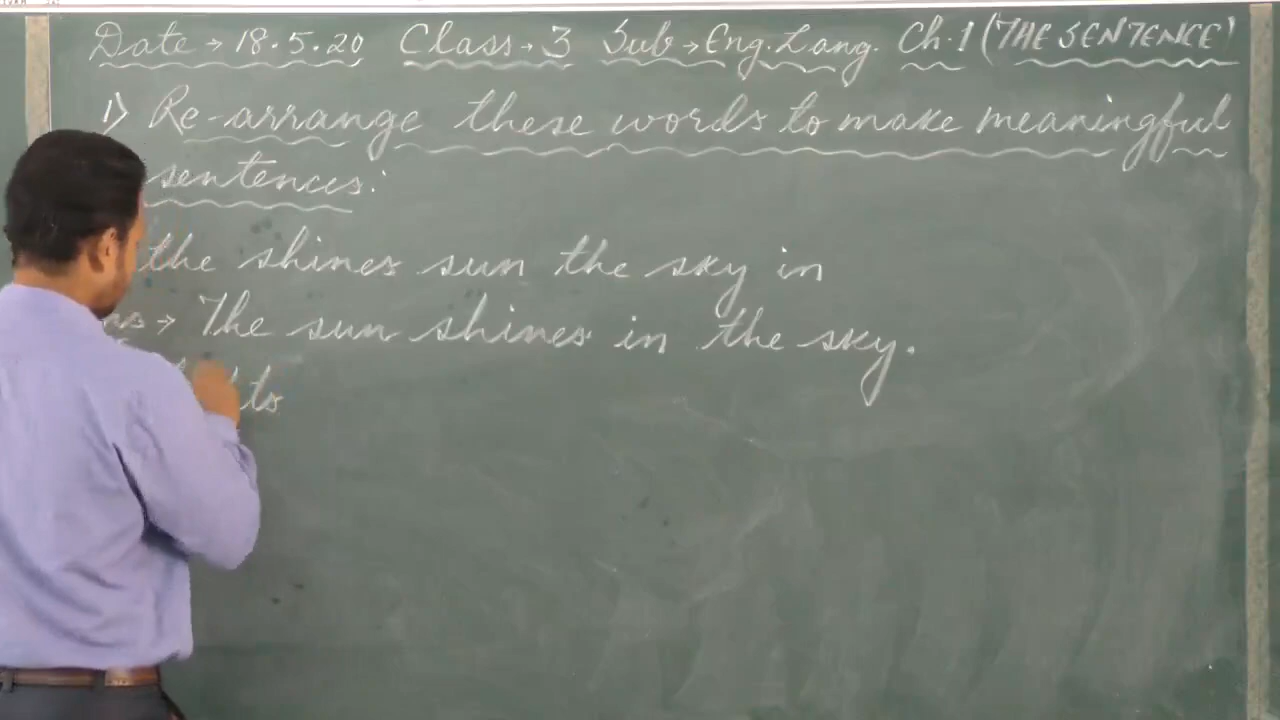 Date → 18.5.20 Class → 3 Sub → Eng. Lang. Ch. 1 (THE SENTENCE)
1) Re-arrange these words to make meaningful
sentences:
the shines sun the sky in
Ans → The sun shines in the sky.
to